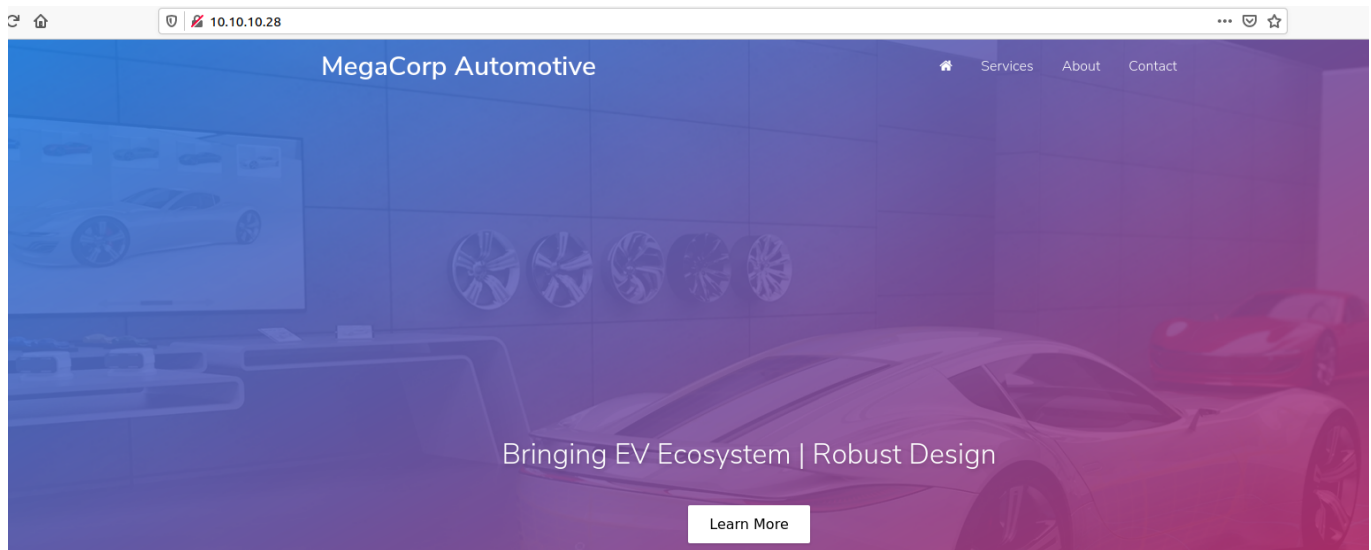 10.10.10.28
MegaCorp Automotive
Services About Contact
Bringing EV Ecosystem | Robust Design
Learn More